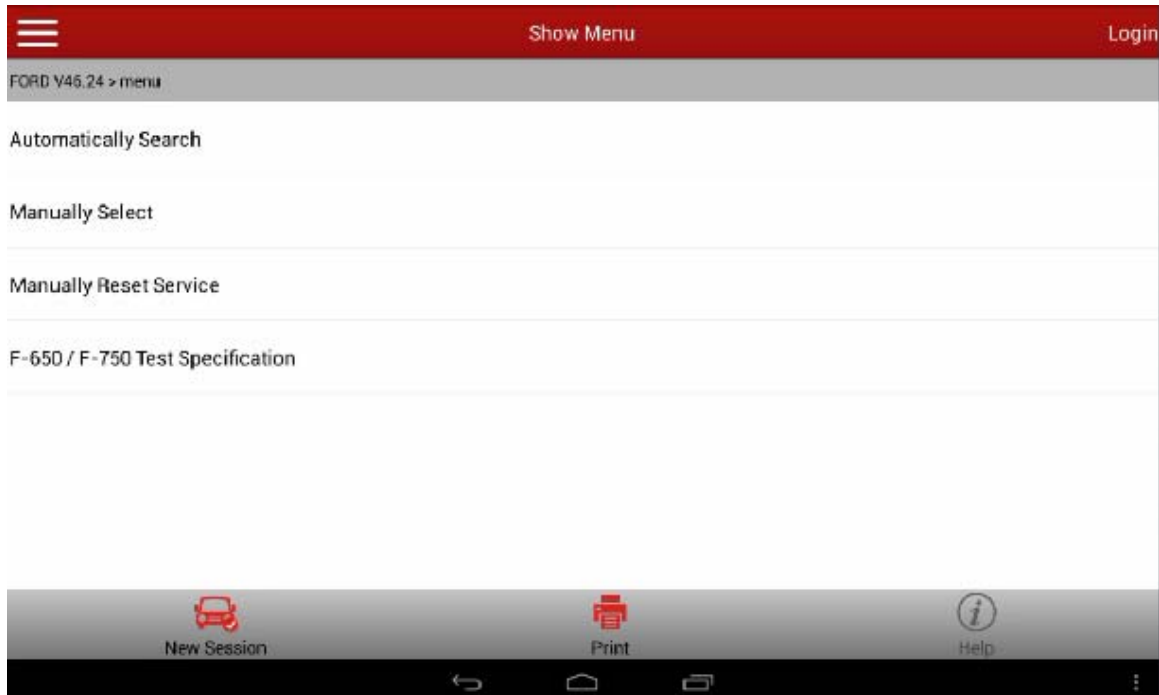 Show Menu
Login
FORD V46.24 > menu
Automatically Search
Manually Select
Manually Reset Service
F-650 / F-750 Test Specification
New Session
Print
Help